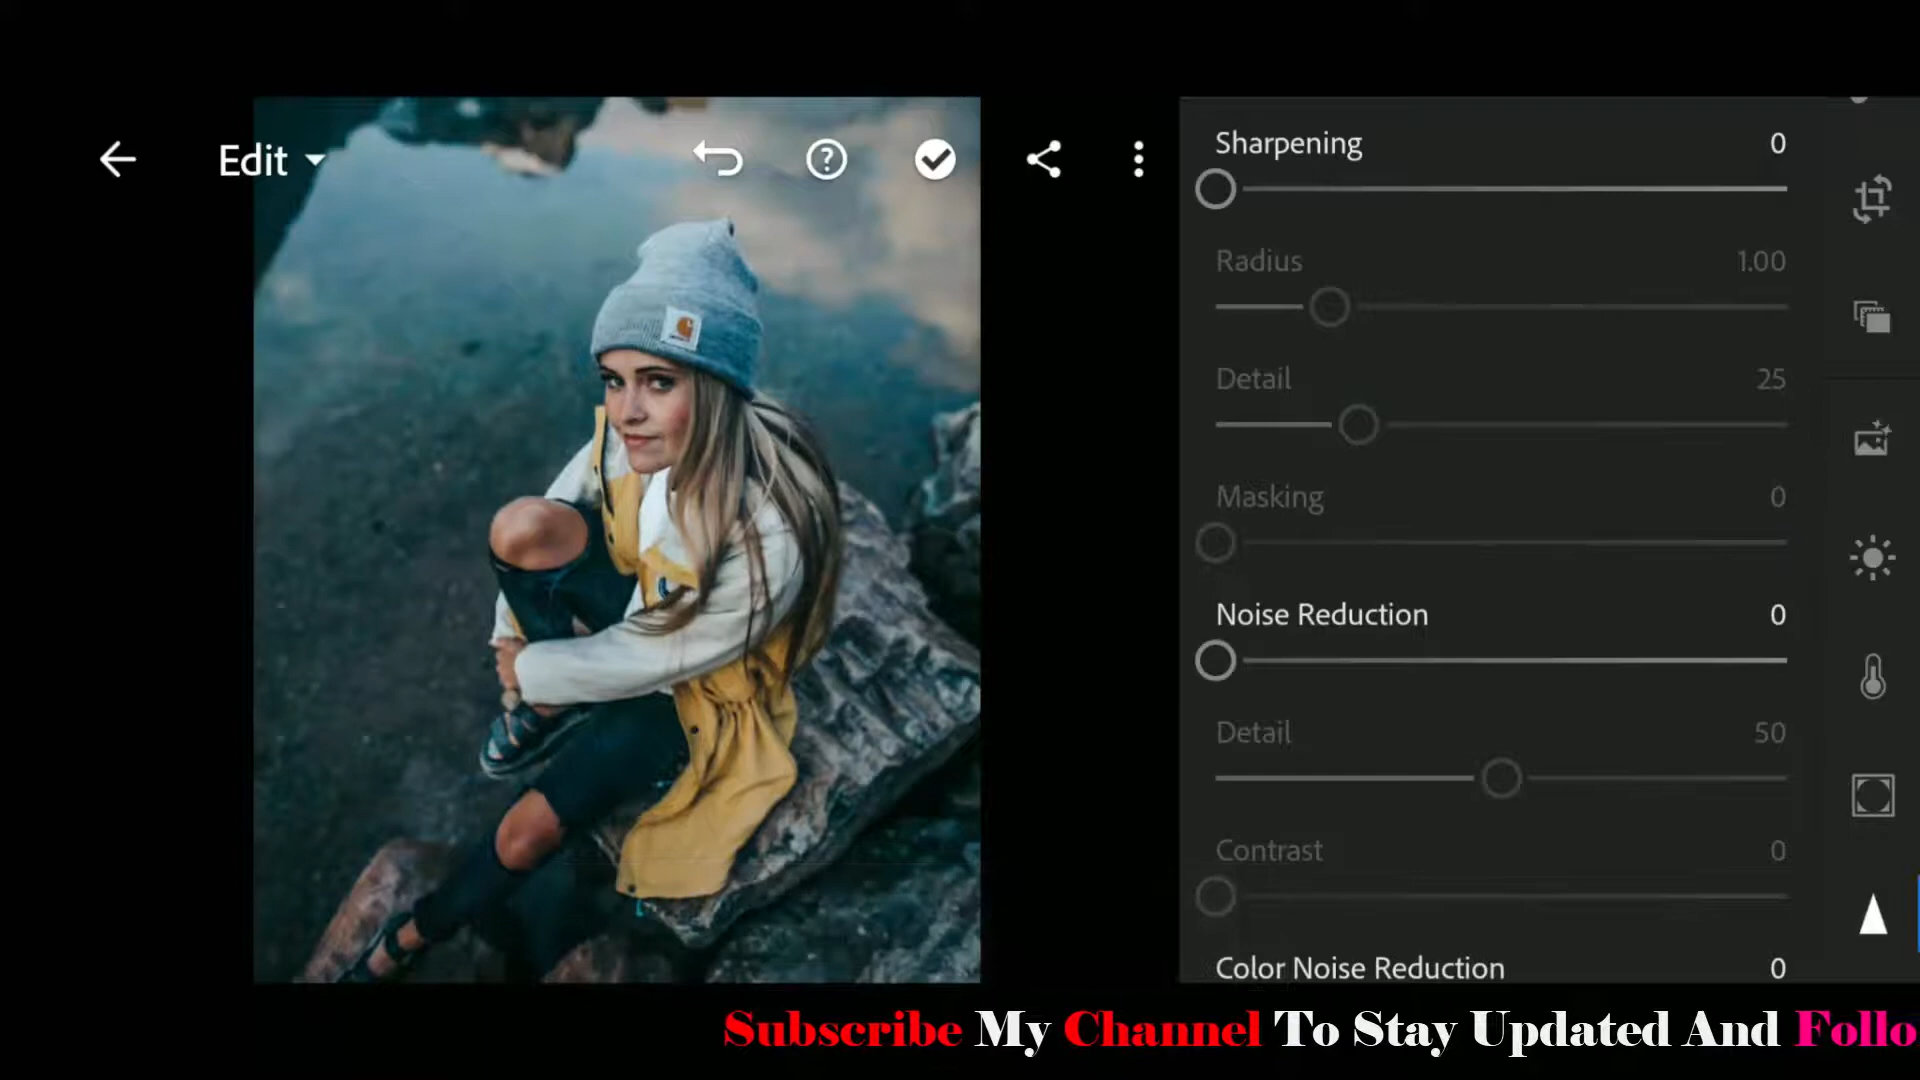 Edit
Sharpening 0
Radius 1.00
Detail 25
Masking 0
Noise Reduction 0
Detail 50
Contrast 0
Color Noise Reduction 0
Subscribe My Channel To Stay Updated And Follo